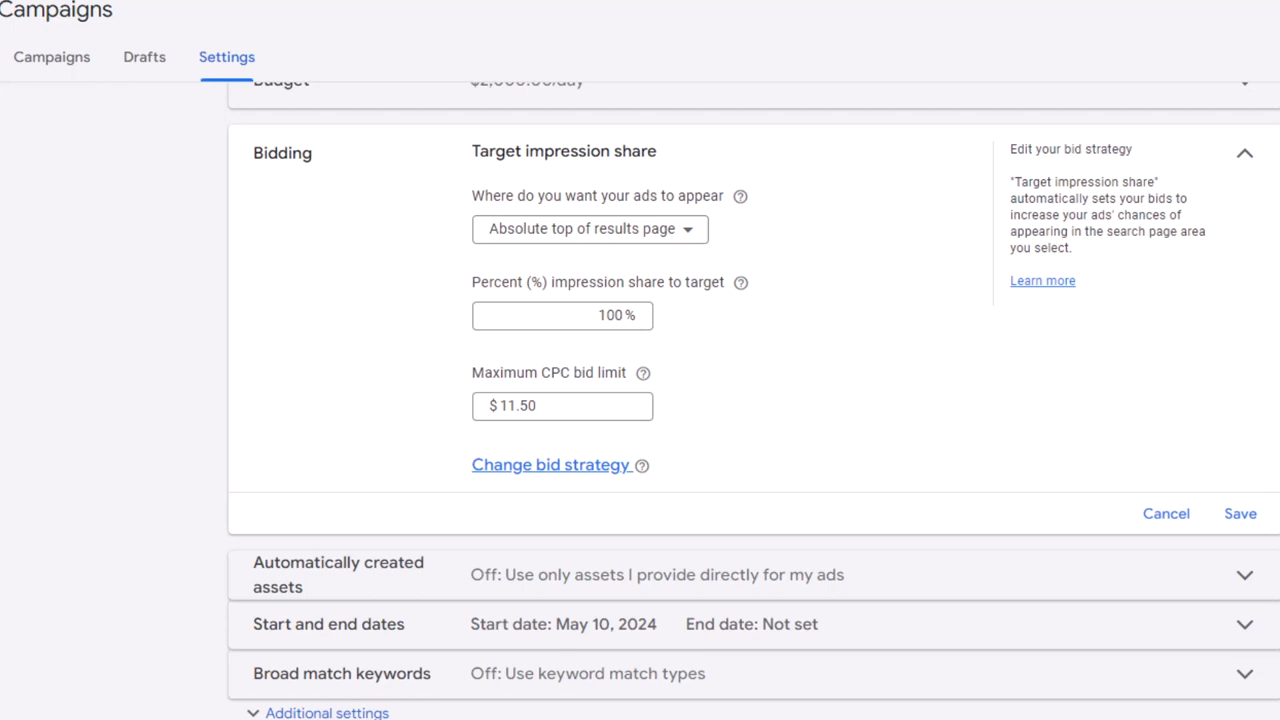 Campaigns
Campaigns Drafts Settings
Budget
Bidding
Target impression share
Where do you want your ads to appear
Absolute top of results page
Percent (%) impression share to target
100%
Maximum CPC bid limit
$11.50
Change bid strategy
Edit your bid strategy
"Target impression share"
automatically sets your bids to
increase your ads' chances of
appearing in the search page area
you select.
Learn more
Cancel Save
Automatically created
assets
Off: Use only assets I provide directly for my ads
Start and end dates
Start date: May 10, 2024 End date: Not set
Broad match keywords
Off: Use keyword match types
Additional settings